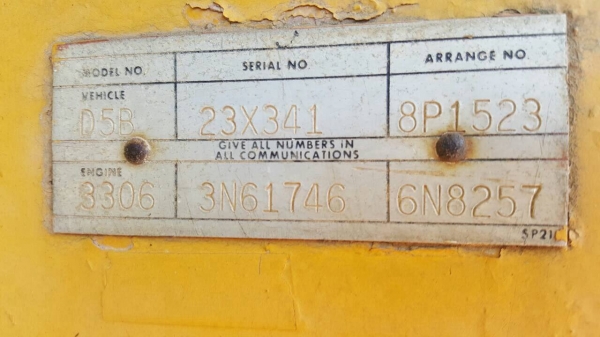 MODEL NO. SERIAL NO ARRANGE NO.
VEHICLE
D5B 23X341 8P1523
GIVE ALL NUMBERS IN
ALL COMMUNICATIONS
ENGINE
3306 3N61746 6N8257